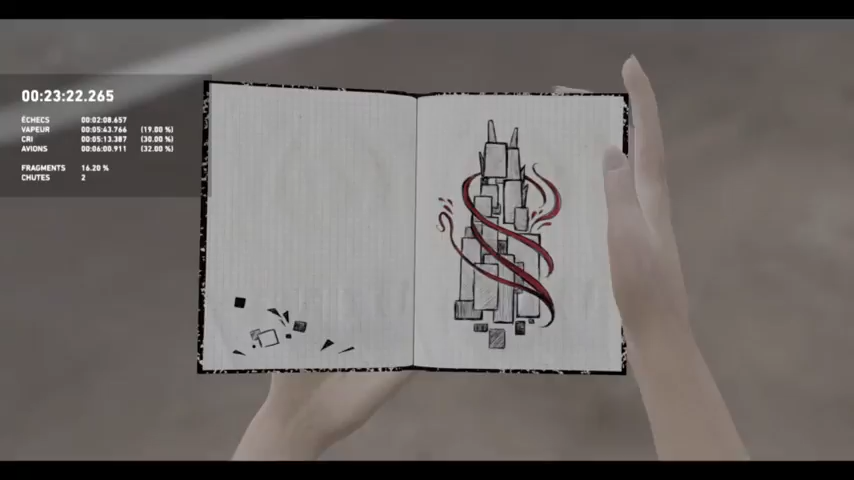 00:23:22.265
ÉCHECS 00:02:08.657
VAPEUR 00:05:43.766 (19.00 %)
CRI 00:05:13.387 (30.00 %)
AVIONS 00:06:00.911 (32.00 %)
FRAGMENTS 16.20 %
CHUTES 2